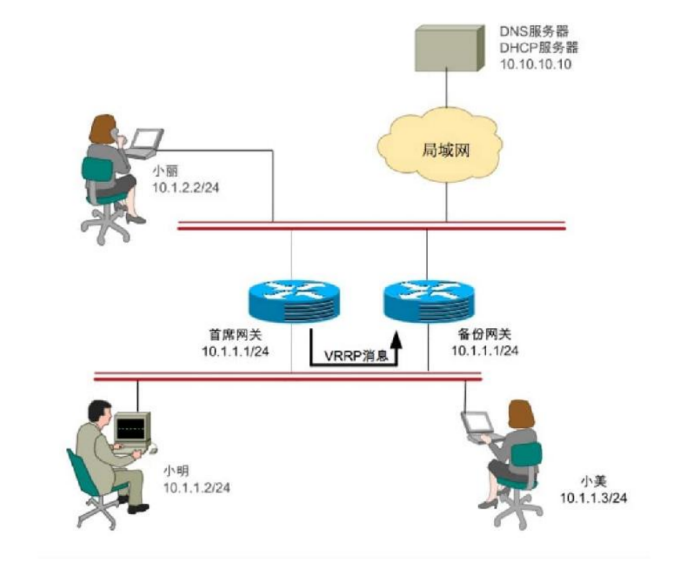 DNS服务器
DHCP服务器
10.10.10.10
局域网
小丽
10.1.2.2/24
首席网关
10.1.1.1/24
VRRP消息
备份网关
10.1.1.1/24
小明
10.1.1.2/24
小美
10.1.1.3/24